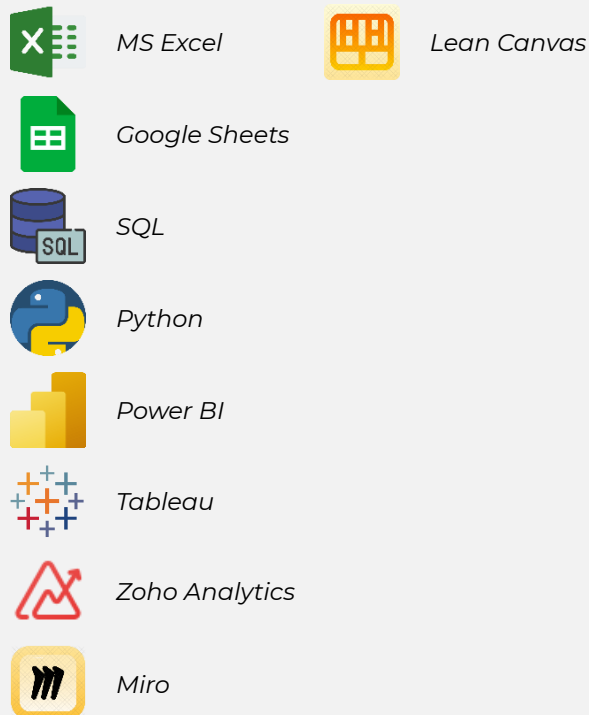 MS Excel
Lean Canvas
Google Sheets
SQL
SQL
Python
Power BI
Tableau
Zoho Analytics
Miro